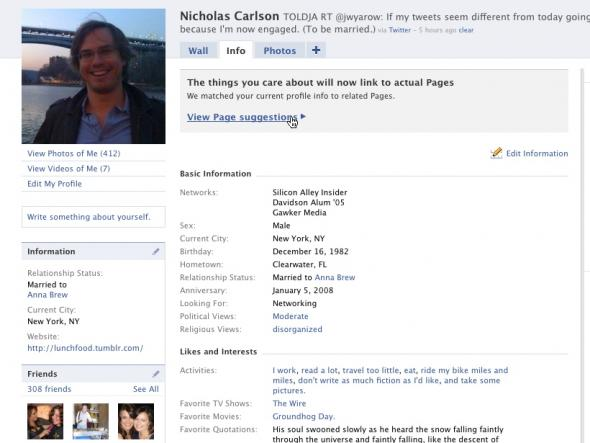 Nicholas Carlson TOLDJA RT @jwyarow: If my tweets seem different from today going
because I'm now engaged. (To be married.) via Twitter - 5 hours ago clear
Wall Info Photos +
The things you care about will now link to actual Pages
We matched your current profile info to related Pages.
View Page suggestions
View Photos of Me (412)
View Videos of Me (7)
Edit My Profile
Write something about yourself.
Information
Relationship Status:
Married to
Anna Brew
Current City:
New York, NY
Website:
http://lunchfood.tumblr.com/
Friends
308 friends See All
Edit Information
Basic Information
Networks: Silicon Alley Insider
Davidson Alum '05
Gawker Media
Sex: Male
Current City: New York, NY
Birthday: December 16, 1982
Hometown: Clearwater, FL
Relationship Status: Married to Anna Brew
Anniversary: January 5, 2008
Looking For: Networking
Political Views: Moderate
Religious Views: disorganized
Likes and Interests
Activities: I work, read a lot, travel too little, eat, ride my bike miles and
miles, don't write as much fiction as I'd like, and take some
pictures.
Favorite TV Shows: The Wire
Favorite Movies: Groundhog Day.
Favorite Quotations: His soul swooned slowly as he heard the snow falling faintly
through the universe and faintly falling, like the descent of